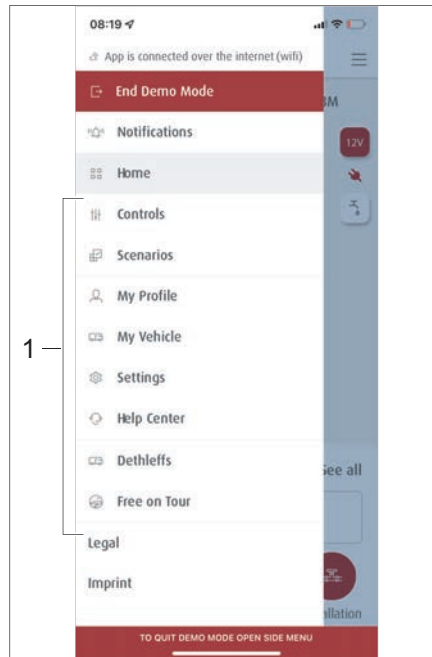 08:19
App is connected over the internet (wifi)
End Demo Mode
3M
Notifications
12V
Home
Controls
Scenarios
My Profile
1
My Vehicle
Settings
Help Center
Dethleffs
See all
Free on Tour
Legal
Imprint
allation
TO QUIT DEMO MODE OPEN SIDE MENU